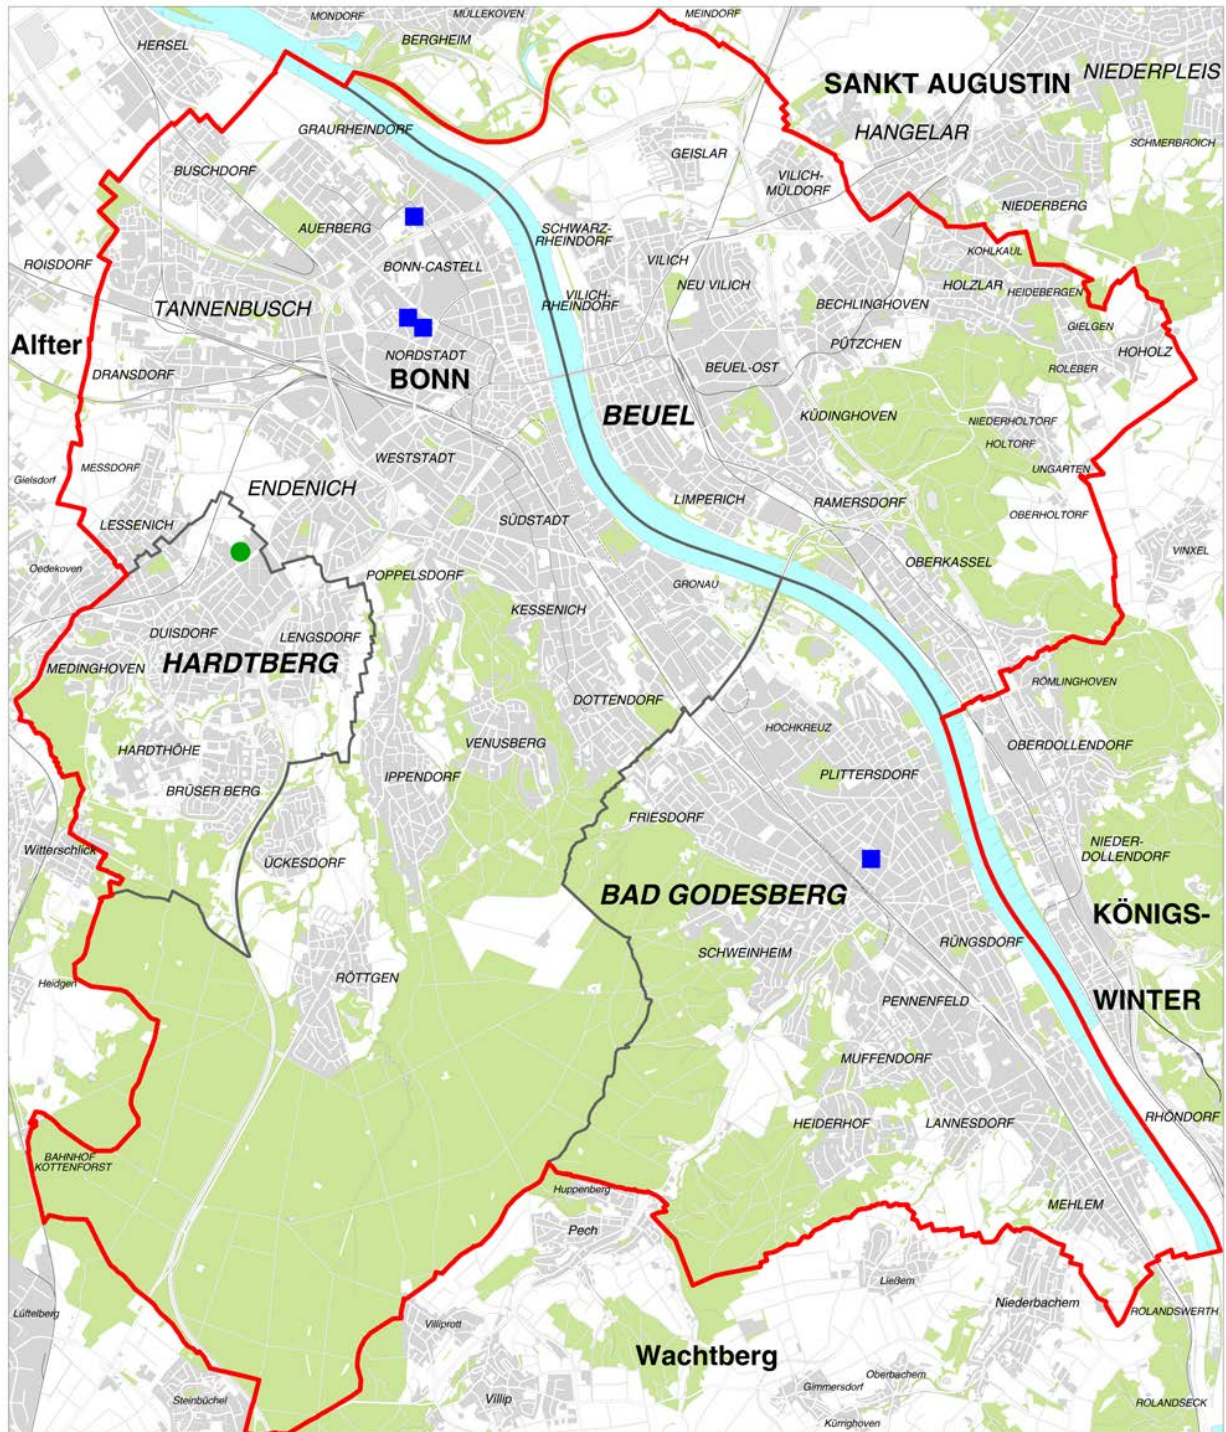 MONDORF
MÜLLEKOVEN
MEINDORF
HERSEL
BERGHEIM
SANKT AUGUSTIN
NIEDERPLEIS
GRAURHEINDORF
HANGELAR
SCHMERBROICH
GEISLAR
BUSCHDORF
VILICH-
MÜLDORF
NIEDERBERG
AUERBERG
SCHWARZ-
RHEINDORF
KOHLKAUL
ROISDORF
BONN-CASTELL
VILICH
NEU VILICH
HOLZLAR
HEIDEBERGEN
TANNENBUSCH
VILICH-
RHEINDORF
BECHLINGHOVEN
GIELGEN
Alfter
PÜTZCHEN
HOHOLZ
NORDSTADT
BONN
DRANSDORF
BEUEL-OST
ROLEBER
BEUEL
KÜDINGHOVEN
NIEDERHOLTORF
HOLTORF
WESTSTADT
MESSDORF
UNGARTEN
Gielsdorf
ENDENICH
LIMPERICH
RAMERSDORF
OBERHOLTORF
LESSENICH
SÜDSTADT
VINXEL
Oedekoven
OBERKASSEL
POPPELSDORF
GRONAU
KESSENICH
DUISDORF
LENGSDORF
HARDTBERG
MEDINGHOVEN
RÖMLINGHOVEN
DOTTENDORF
HOCHKREUZ
HARDTHÖHE
VENUSBERG
OBERDOLLENDORF
IPPENDORF
PLITTERSDORF
BRÜSER BERG
FRIESDORF
Witterschlick
NIEDER-
DOLLENDORF
ÜCKESDORF
BAD GODESBERG
KÖNIGS-
WINTER
RÜNGSDORF
SCHWEINHEIM
RÖTTGEN
Heidgen
PENNENFELD
MUFFENDORF
RHÖNDORF
HEIDERHOF
LANNESDORF
BAHNHOF
KOTTENFORST
Huppenberg
MEHLEM
Pech
Ließem
Niederbachem
Lüftelberg
ROLANDSWERTH
Villiprott
Wachtberg
Oberbachem
Gimmersdorf
Steinbüchel
Villip
ROLANDSECK
Kürrighoven